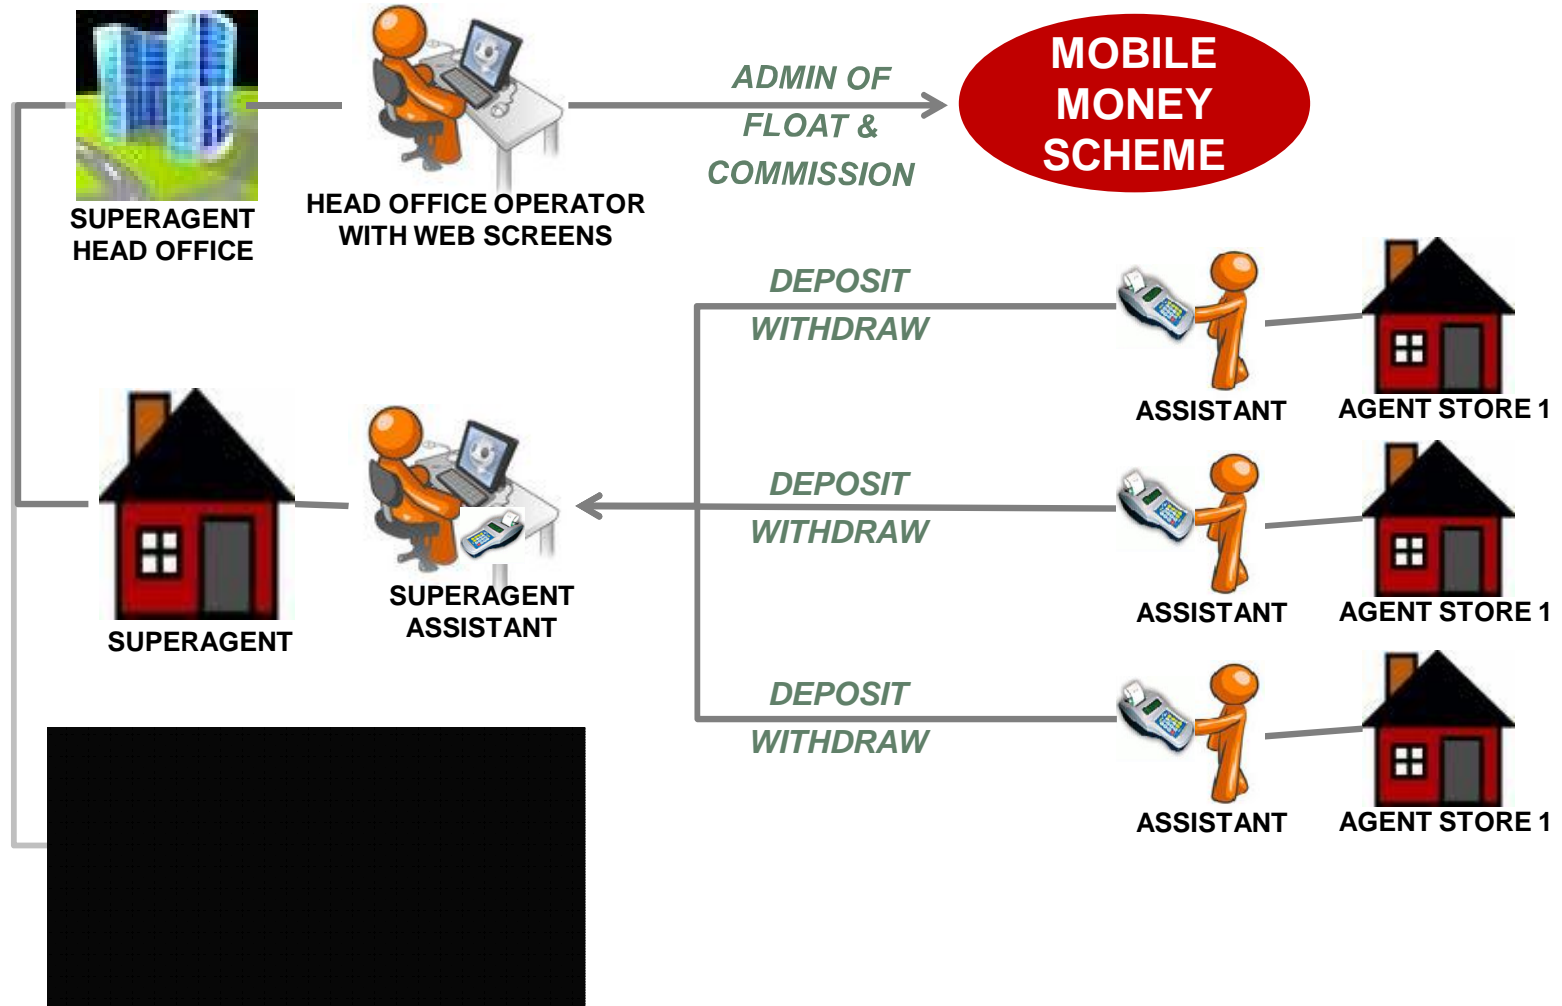 MOBILE
MONEY
SCHEME
ADMIN OF
FLOAT &
COMMISSION
SUPERAGENT
HEAD OFFICE
HEAD OFFICE OPERATOR
WITH WEB SCREENS
DEPOSIT
WITHDRAW
ASSISTANT
AGENT STORE 1
DEPOSIT
WITHDRAW
SUPERAGENT
ASSISTANT
SUPERAGENT
ASSISTANT
AGENT STORE 1
DEPOSIT
WITHDRAW
ASSISTANT
AGENT STORE 1